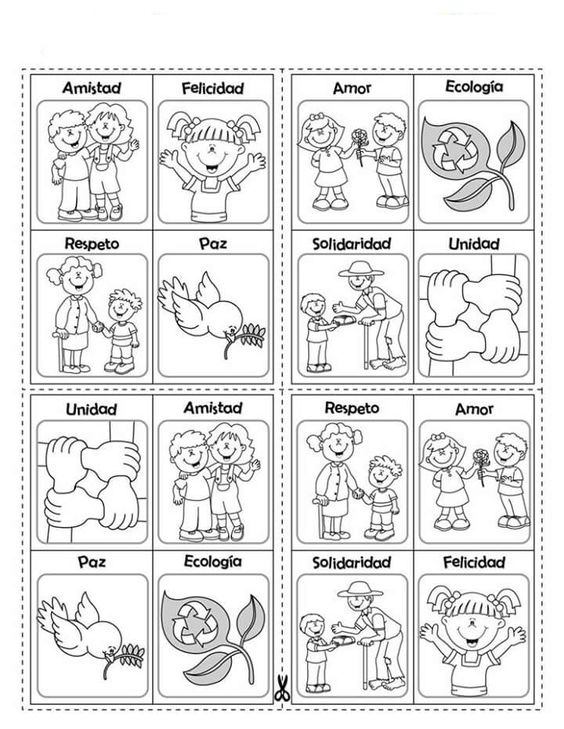 Amistad
Felicidad
Amor
Ecología
Respeto
Paz
Solidaridad
Unidad
Unidad
Amistad
Respeto
Amor
Paz
Ecología
Solidaridad
Felicidad